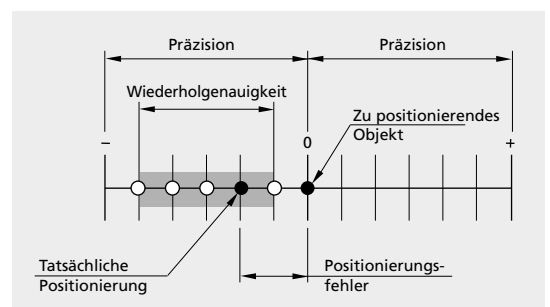 Präzision
Präzision
Wiederholgenauigkeit
Zu positionierendes
Objekt
–
0
+
Tatsächliche
Positionierung
Positionierungs-
fehler